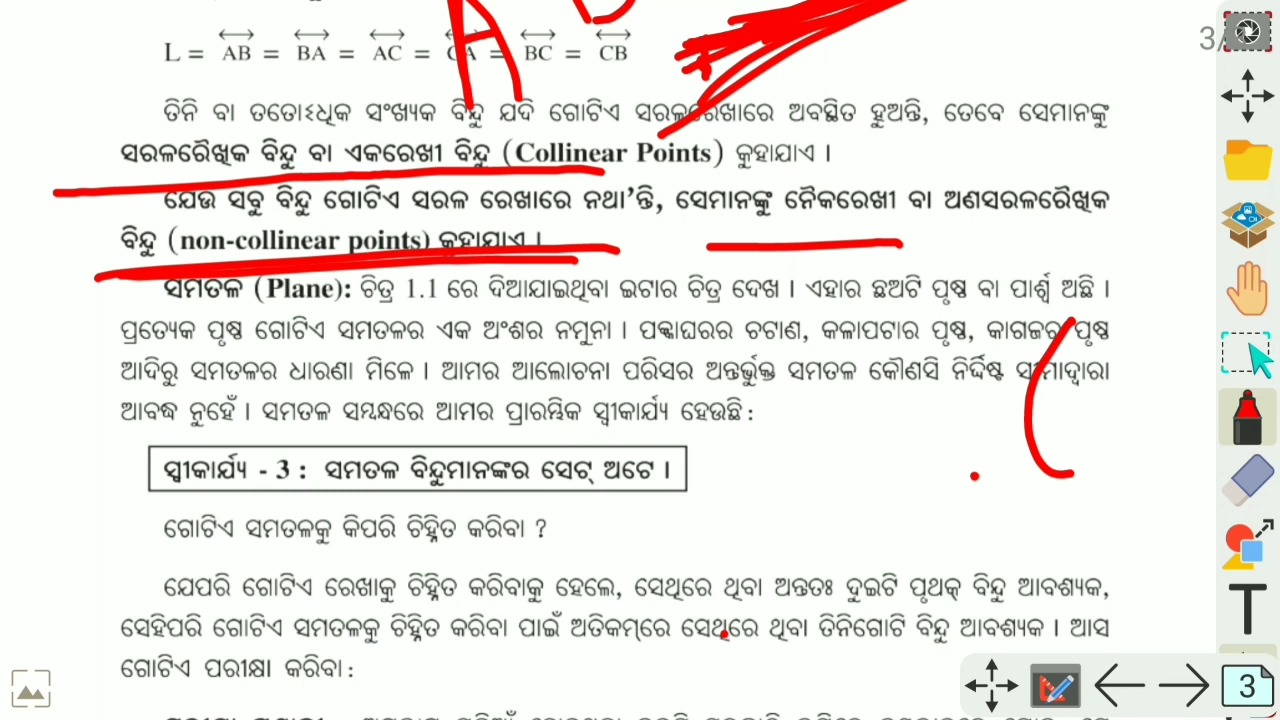 3/
A
L = AB = BA = AC = CA = BC = CB
ତିନି ବା ତତୋଽଧିକ ସଂଖ୍ୟକ ବିନ୍ଦୁ ଯଦି ଗୋଟିଏ ସରଳରେଖାରେ ଅବସ୍ଥିତ ହୁଅନ୍ତି, ତେବେ ସେମାନଙ୍କୁ
ସରଳରୈଖିକ ବିନ୍ଦୁ ବା ଏକରେଖୀ ବିନ୍ଦୁ (Collinear Points) କୁହାଯାଏ ।
ଯେଉ ସବୁ ବିନ୍ଦୁ ଗୋଟିଏ ସରଳ ରେଖାରେ ନଥା’ନ୍ତି, ସେମାନଙ୍କୁ ନୈକରେଖୀ ବା ଅଣସରଳରୈଖିକ
ବିନ୍ଦୁ (non-collinear points) କୁହାଯାଏ ।
ସମତଳ (Plane): ଚିତ୍ର 1.1 ରେ ଦିଆଯାଇଥିବା ଇଟାର ଚିତ୍ର ଦେଖ । ଏହାର ଛଅଟି ପୃଷ୍ଠ ବା ପାର୍ଶ୍ୱ ଅଛି ।
ପ୍ରତ୍ୟେକ ପୃଷ୍ଠ ଗୋଟିଏ ସମତଳର ଏକ ଅଂଶର ନମୁନା । ପକ୍କାଘରର ଚଟାଣ, କଳାପଟାର ପୃଷ୍ଠ, କାଗଜର ପୃଷ୍ଠ
ଆଦିରୁ ସମତଳର ଧାରଣା ମିଳେ । ଆମର ଆଲୋଚନା ପରିସର ଅନ୍ତର୍ଭୁକ୍ତ ସମତଳ କୌଣସି ନିର୍ଦ୍ଦିଷ୍ଟ ସୀମାଦ୍ୱାରା
ଆବଦ୍ଧ ନୁହେଁ । ସମତଳ ସମ୍ବନ୍ଧରେ ଆମର ପ୍ରାରମ୍ଭିକ ସ୍ୱୀକାର୍ଯ୍ୟ ହେଉଛି :
ସ୍ୱୀକାର୍ଯ୍ୟ - 3 : ସମତଳ ବିନ୍ଦୁମାନଙ୍କର ସେଟ୍ ଅଟେ ।
ଗୋଟିଏ ସମତଳକୁ କିପରି ଚିହ୍ନିତ କରିବା ?
ଯେପରି ଗୋଟିଏ ରେଖାକୁ ଚିହ୍ନିତ କରିବାକୁ ହେଲେ, ସେଥିରେ ଥିବା ଅନ୍ତତଃ ଦୁଇଟି ପୃଥକ୍ ବିନ୍ଦୁ ଆବଶ୍ୟକ,
ସେହିପରି ଗୋଟିଏ ସମତଳକୁ ଚିହ୍ନିତ କରିବା ପାଇଁ ଅତିକମ୍‌ରେ ସେଥିରେ ଥିବା ତିନିଗୋଟି ବିନ୍ଦୁ ଆବଶ୍ୟକ । ଆସ
ଗୋଟିଏ ପରୀକ୍ଷା କରିବା :
T
3